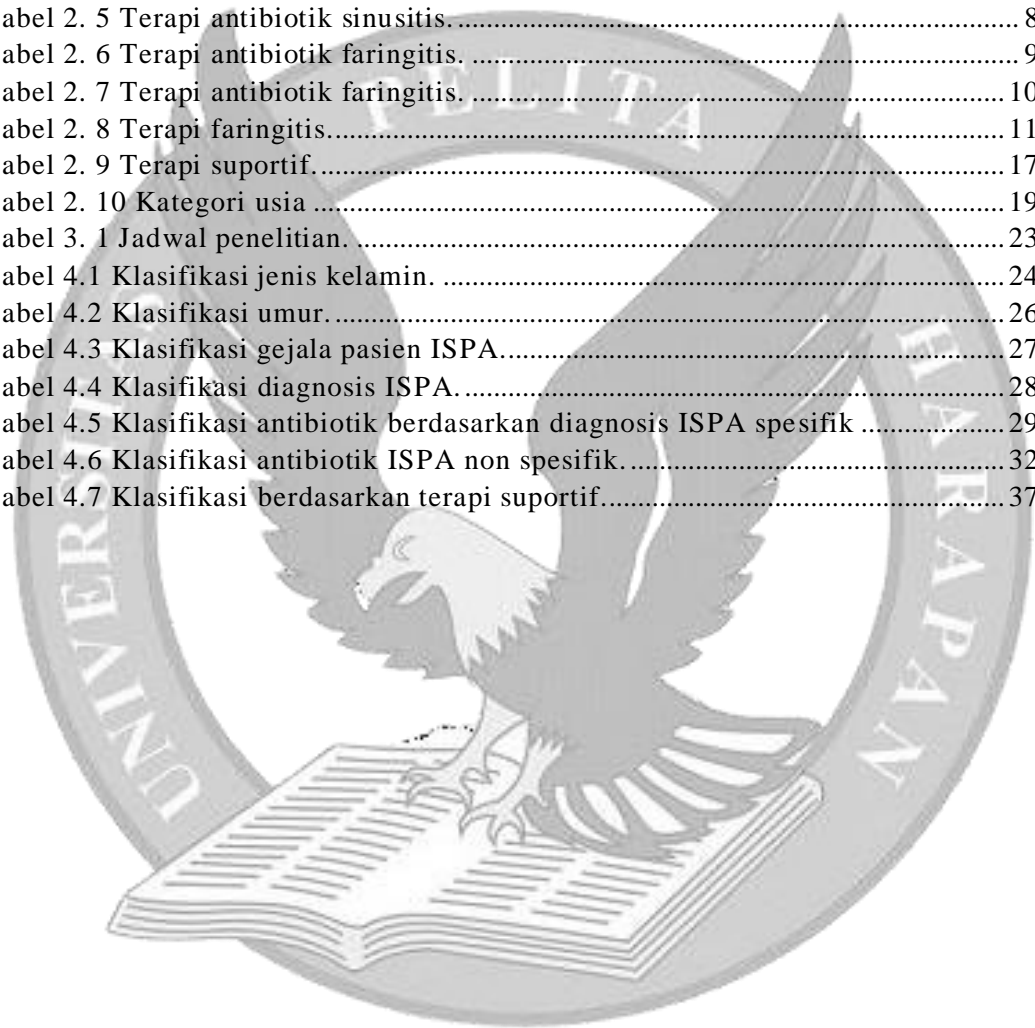 abel 2. 5 Terapi antibiotik sinusitis. ........ 8
abel 2. 6 Terapi antibiotik faringitis. ........ 9
abel 2. 7 Terapi antibiotik faringitis. ........ 10
abel 2. 8 Terapi faringitis. ........ 11
abel 2. 9 Terapi suportif. ........ 17
abel 2. 10 Kategori usia ........ 19
abel 3. 1 Jadwal penelitian. ........ 23
abel 4.1 Klasifikasi jenis kelamin. ........ 24
abel 4.2 Klasifikasi umur. ........ 26
abel 4.3 Klasifikasi gejala pasien ISPA. ........ 27
abel 4.4 Klasifikasi diagnosis ISPA. ........ 28
abel 4.5 Klasifikasi antibiotik berdasarkan diagnosis ISPA spesifik ........ 29
abel 4.6 Klasifikasi antibiotik ISPA non spesifik. ........ 32
abel 4.7 Klasifikasi berdasarkan terapi suportif. ........ 37
UNIVERSITAS PELITA HARAPAN